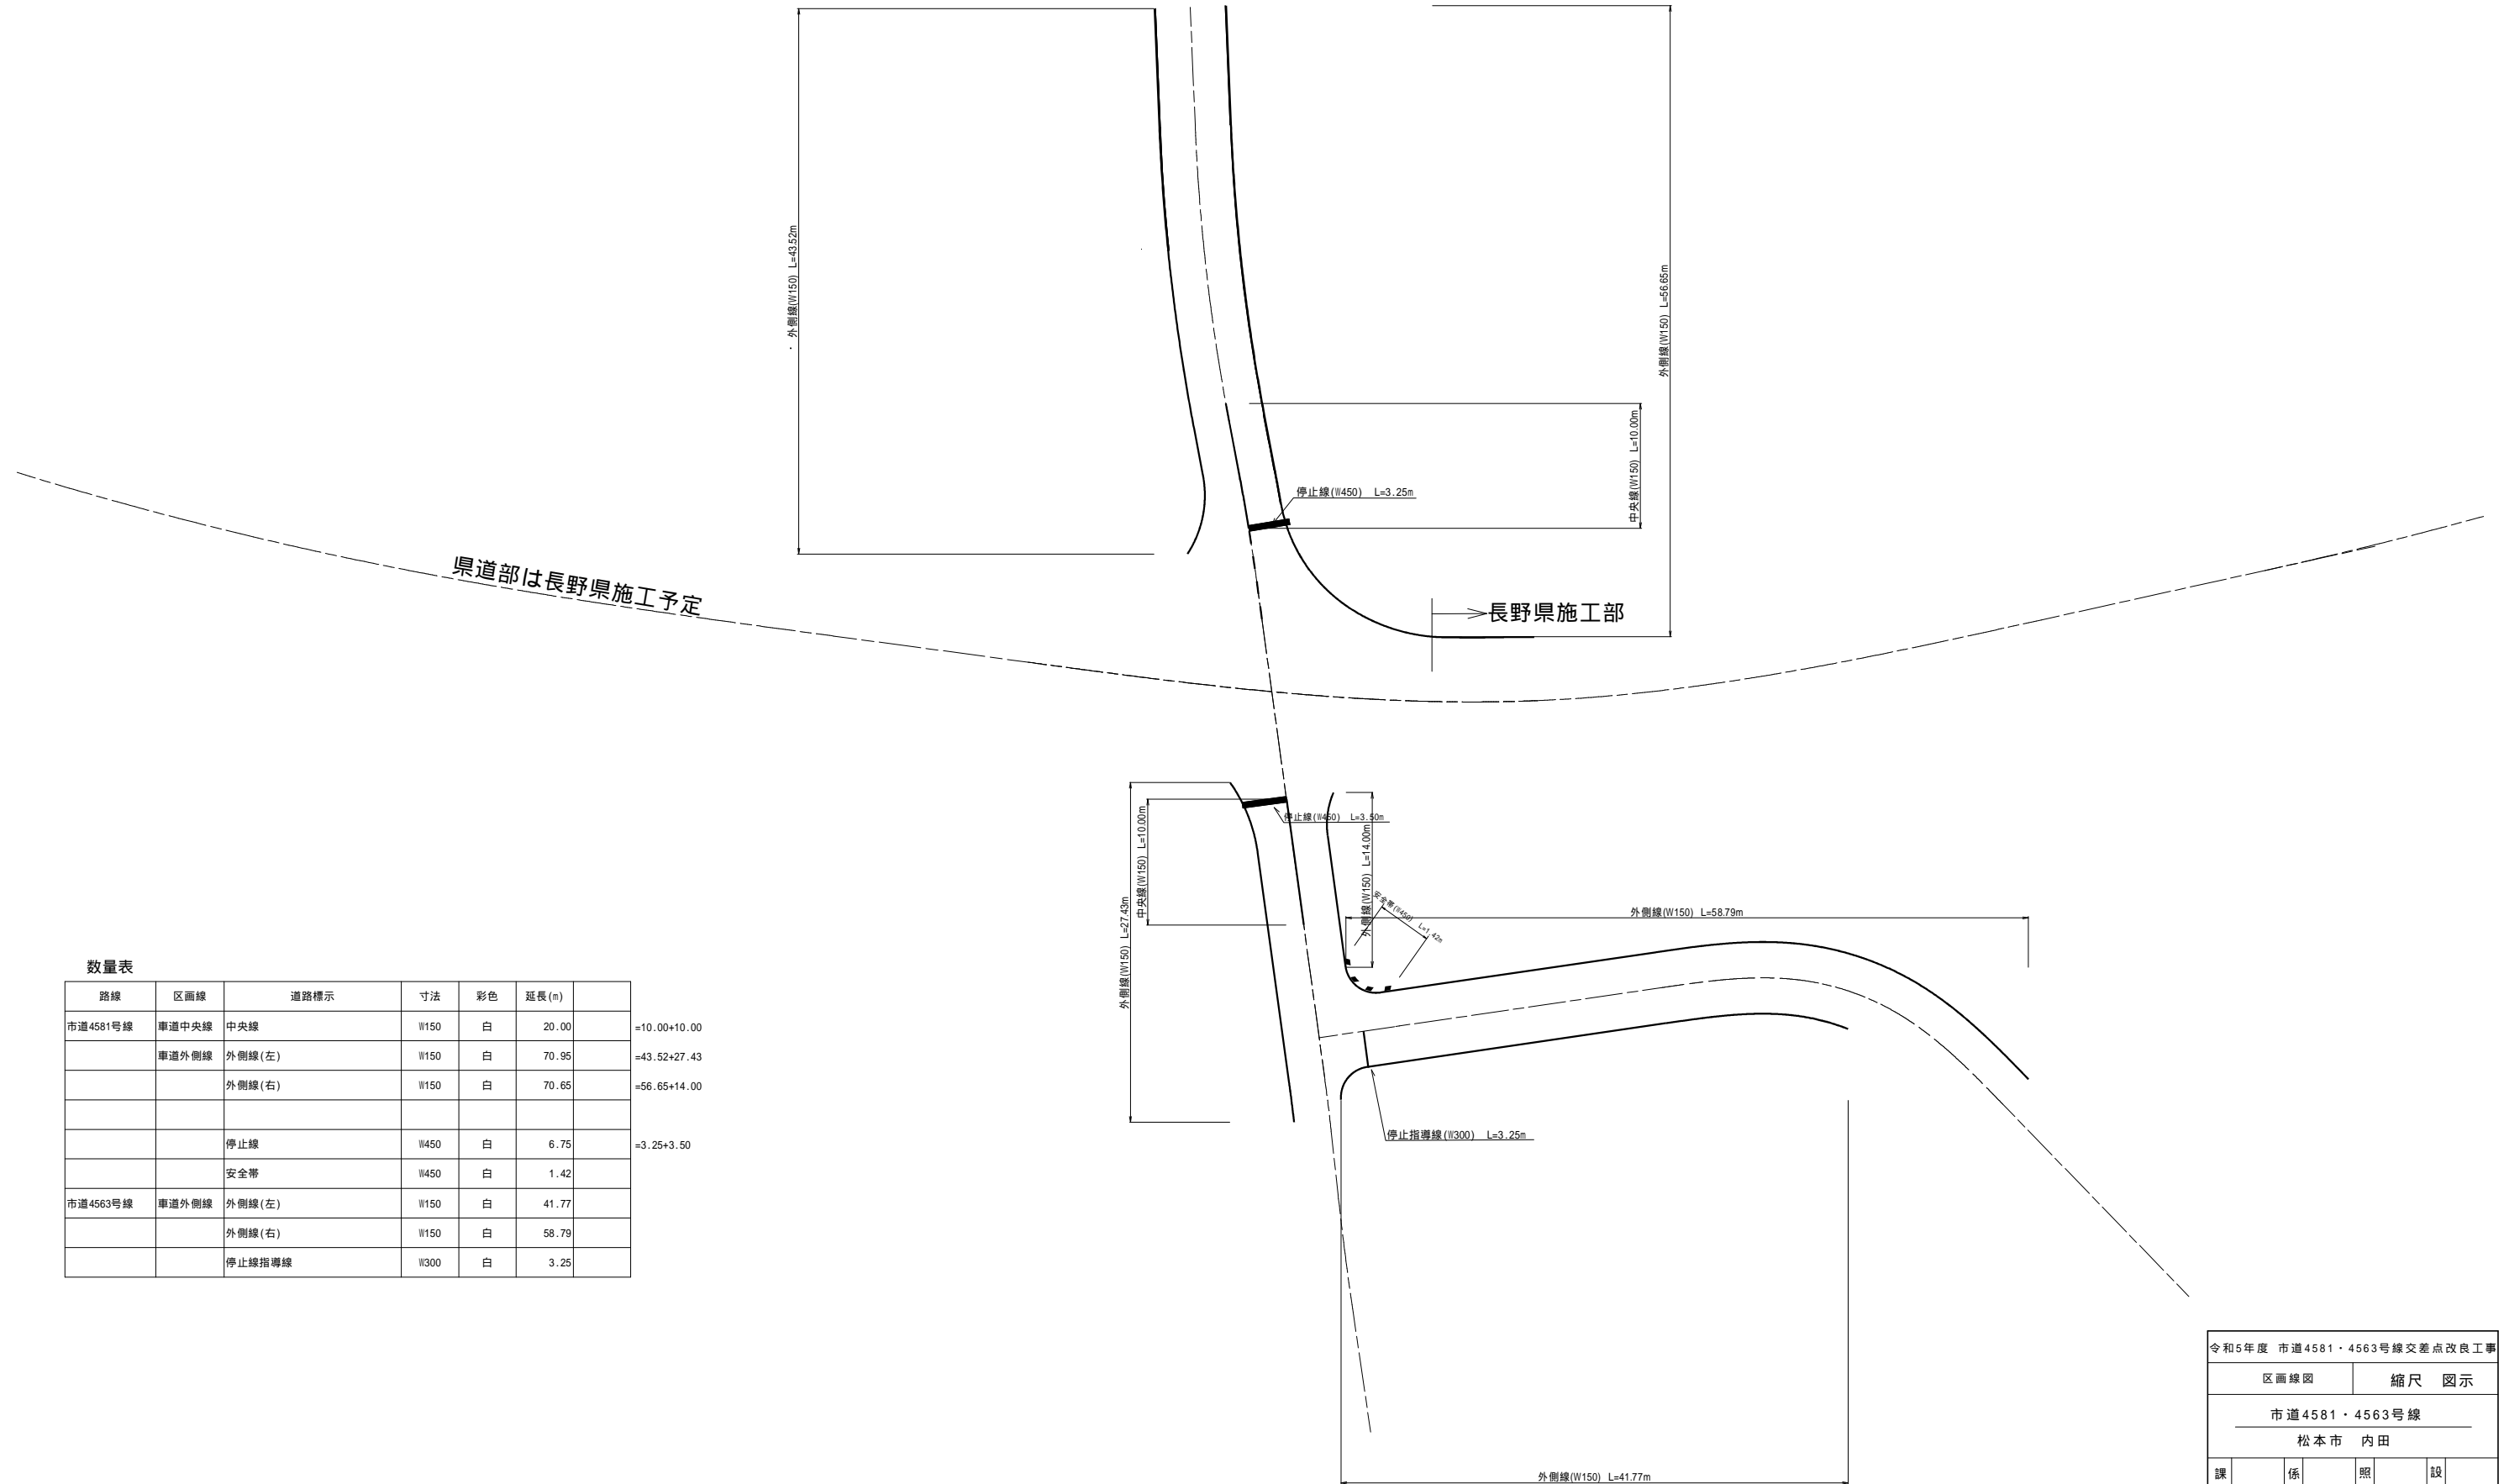 ・ 外側線(W150) L=43.52m
外側線(W150) L=56.65m
中央線(W150) L=10.00m
停止線(W450) L=3.25m
県道部は長野県施工予定
長野県施工部
停止線(W450) L=3.50m
中央線(W150) L=10.00m
外側線(W150) L=27.43m
外側線(W150) L=14.00m
安全帯(W450) L=1.42m
外側線(W150) L=58.79m
停止指導線(W300) L=3.25m
外側線(W150) L=41.77m
数量表
路線 区画線 道路標示 寸法 彩色 延長(m)
市道4581号線 車道中央線 中央線 W150 白 20.00 =10.00+10.00
車道外側線 外側線(左) W150 白 70.95 =43.52+27.43
外側線(右) W150 白 70.65 =56.65+14.00
停止線 W450 白 6.75 =3.25+3.50
安全帯 W450 白 1.42
市道4563号線 車道外側線 外側線(左) W150 白 41.77
外側線(右) W150 白 58.79
停止線指導線 W300 白 3.25
令和5年度 市道4581・4563号線交差点改良工事
区画線図 縮尺 図示
市道4581・4563号線
松本市 内田
課 係 照 設